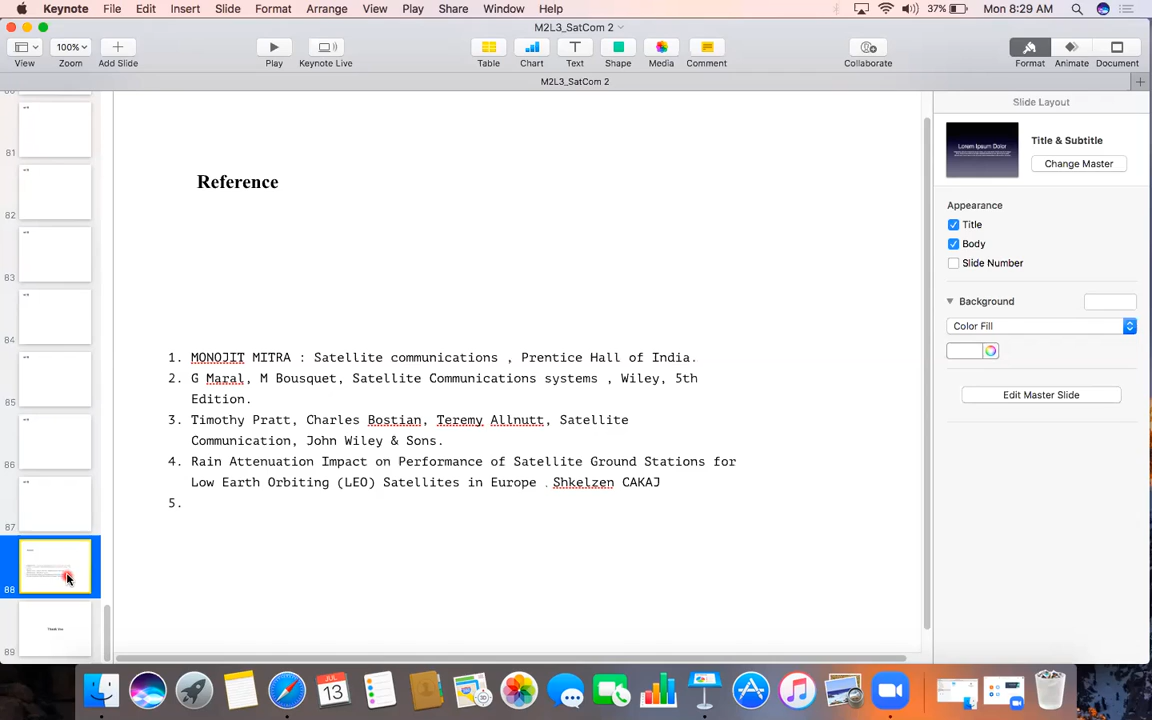 Keynote File Edit Insert Slide Format Arrange View Play Share Window Help 37% Mon 8:29 AM
M2L3_SatCom 2
100%
View Zoom Add Slide Play Keynote Live Table Chart Text Shape Media Comment Collaborate Format Animate Document
M2L3_SatCom 2
Slide Layout
Lorem Ipsum Dolor
Title & Subtitle
Change Master
Appearance
Title
Body
Slide Number
Background
Color Fill
Edit Master Slide
81
82
83
84
85
86
87
88
89
Thank You
Reference
1. MONOJIT MITRA : Satellite communications , Prentice Hall of India.
2. G Maral, M Bousquet, Satellite Communications systems , Wiley, 5th
Edition.
3. Timothy Pratt, Charles Bostian, Teremy Allnutt, Satellite
Communication, John Wiley & Sons.
4. Rain Attenuation Impact on Performance of Satellite Ground Stations for
Low Earth Orbiting (LEO) Satellites in Europe . Shkelzen CAKAJ
5.
JUL
13